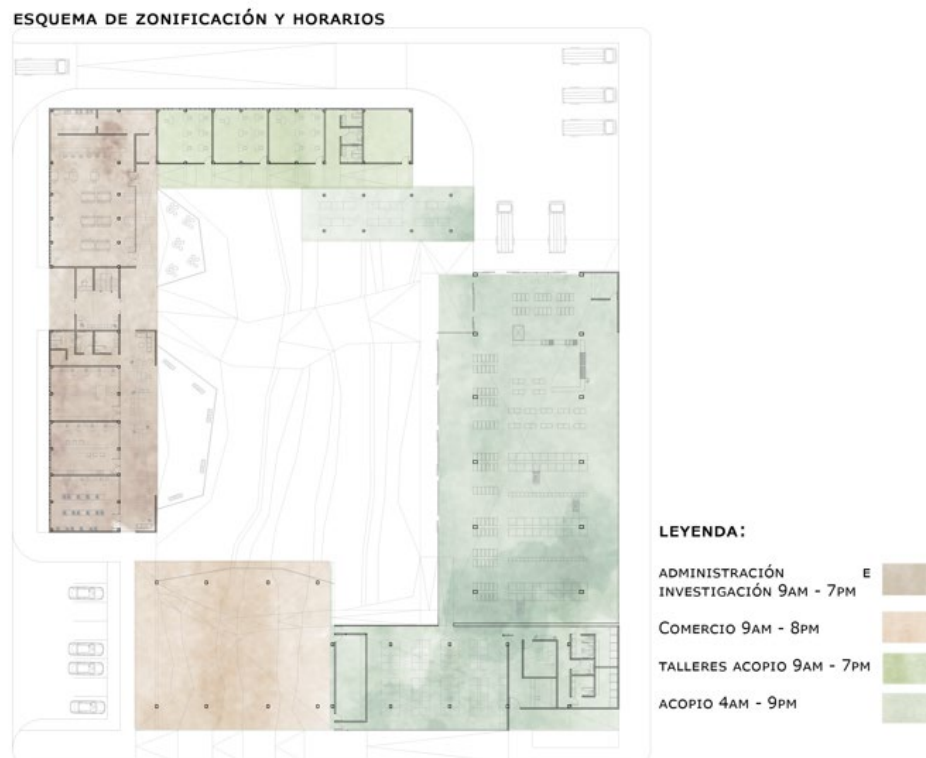 ESQUEMA DE ZONIFICACIÓN Y HORARIOS
LEYENDA:
ADMINISTRACIÓN E
INVESTIGACIÓN 9AM - 7PM
COMERCIO 9AM - 8PM
TALLERES ACOPIO 9AM - 7PM
ACOPIO 4AM - 9PM